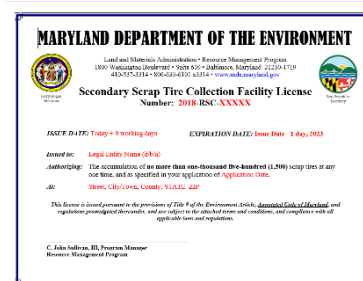 MARYLAND DEPARTMENT OF THE ENVIRONMENT
Land and Materials Administration • Resource Management Program
1800 Washington Boulevard • Suite 610 • Baltimore, Maryland 21230-1719
410-537-3314 • 800-633-6101 x3314 • www.mde.maryland.gov
Secondary Scrap Tire Collection Facility License
Number: 2018-RSC-XXXXX
ISSUE DATE: Today + 9 working days EXPIRATION DATE: Issue Date 1 day, 2023
Issued to: Legal Entity Name (d/b/a)
Authorizing: The accumulation of no more than one-thousand five-hundred (1,500) scrap tires at any
one time, and as specified in your application of Application Date.
At: Street, City/Town, County, STATE ZIP
This license is issued pursuant to the provisions of Title 9 of the Environment Article, Annotated Code of Maryland, and
regulations promulgated thereunder, and are subject to the attached terms and conditions, and compliance with all
applicable laws and regulations.
C. John Sullivan, III, Program Manager
Resource Management Program